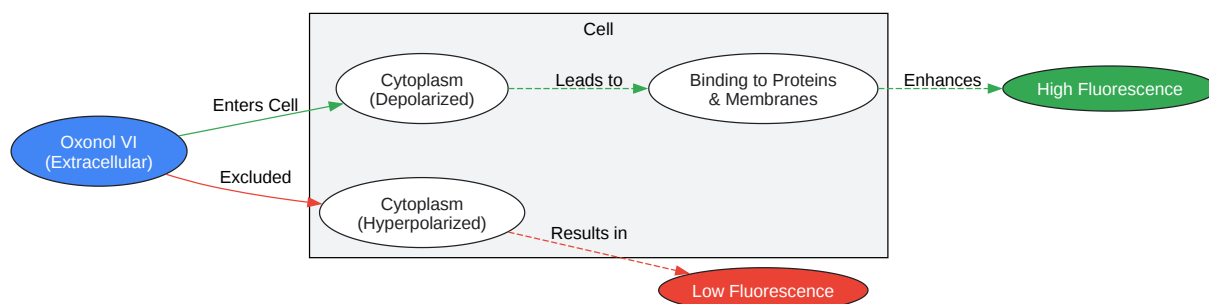 Cell
Oxonol VI
(Extracellular)
Enters Cell
Cytoplasm
(Depolarized)
Leads to
Binding to Proteins
& Membranes
Enhances
High Fluorescence
Excluded
Cytoplasm
(Hyperpolarized)
Results in
Low Fluorescence